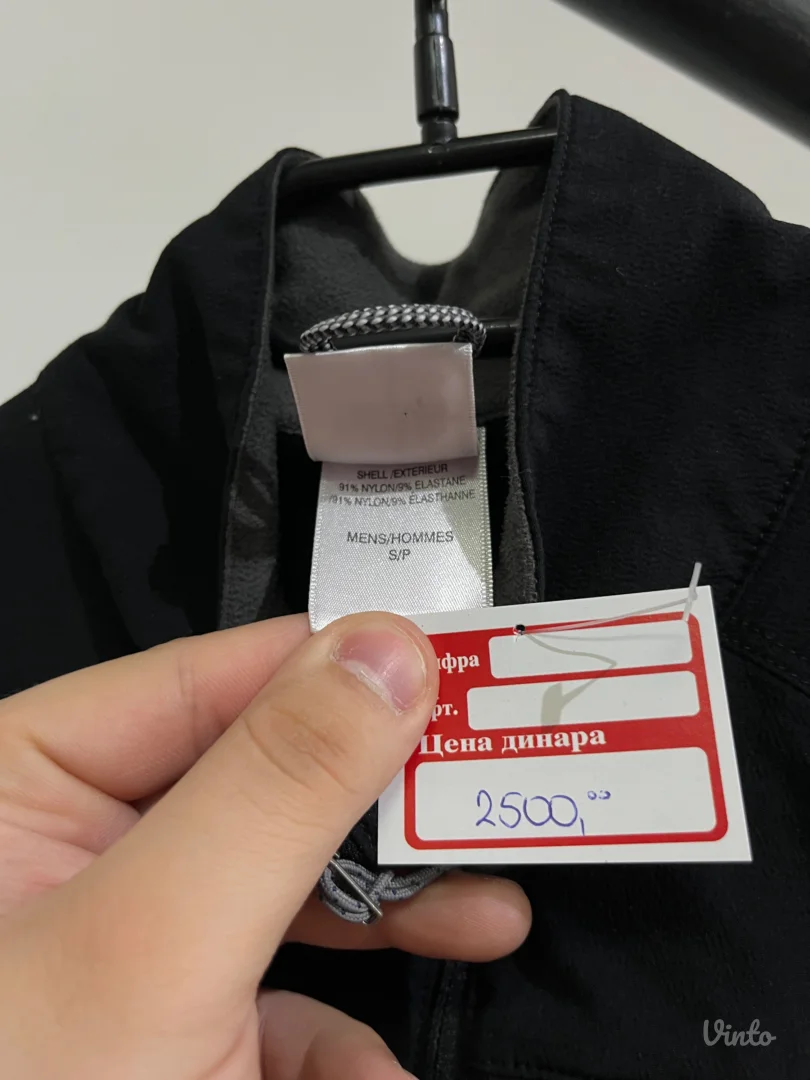 SHELL/EXTERIEUR
91% NYLON/9% ELASTANE
91% NYLON/9% ÉLASTHANNE
MENS/HOMMES
S/P
ифра
рт.
Цена динара
2500,00
Vinto